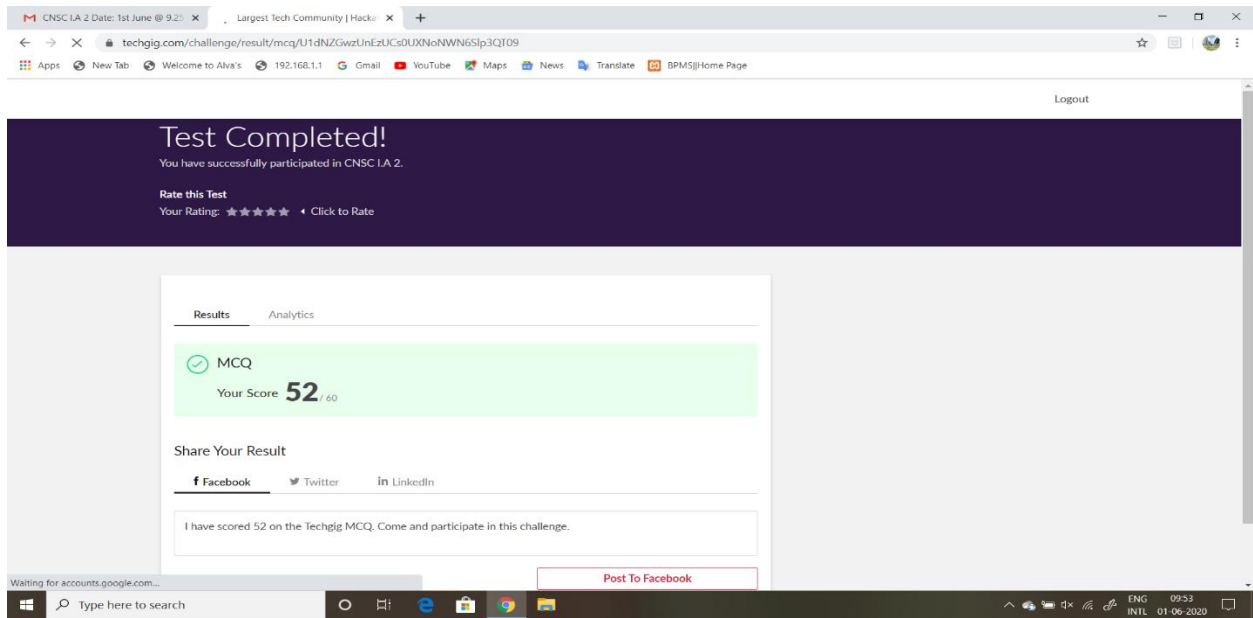 CNSC I.A 2 Date: 1st June @ 9.25
Largest Tech Community | Hacke
techgig.com/challenge/result/mcq/U1dNZGwzUnEzUCs0UXNoNWN6Slp3QT09
Apps New Tab Welcome to Alva's 192.168.1.1 Gmail YouTube Maps News Translate BPMS||Home Page
Logout
Test Completed!
You have successfully participated in CNSC I.A 2.
Rate this Test
Your Rating: Click to Rate
Results Analytics
MCQ
Your Score 52 / 60
Share Your Result
Facebook Twitter LinkedIn
I have scored 52 on the Techgig MCQ. Come and participate in this challenge.
Post To Facebook
Waiting for accounts.google.com...
Type here to search
ENG 09:53
INTL 01-06-2020